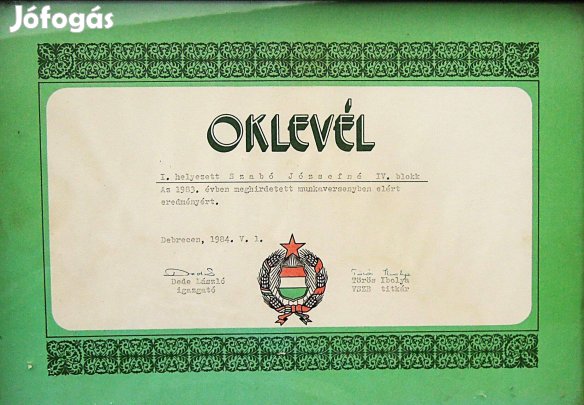 Jófogás
OKLEVÉL
I. helyezett Szabó Józsefné IV. blokk
Az 1983. évben meghirdetett munkaversenyben elért
eredményért.
Debrecen, 1984. V. 1.
Dede László
igazgató
Törös Ibolya
VSZB titkár